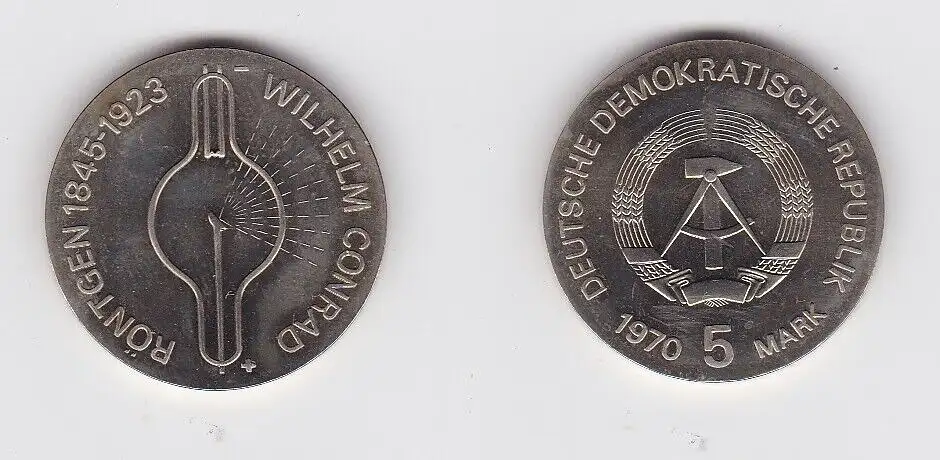 WILHELM CONRAD
RÖNTGEN 1845-1923
- 
+
DEUTSCHE DEMOKRATISCHE REPUBLIK
1970 5 MARK